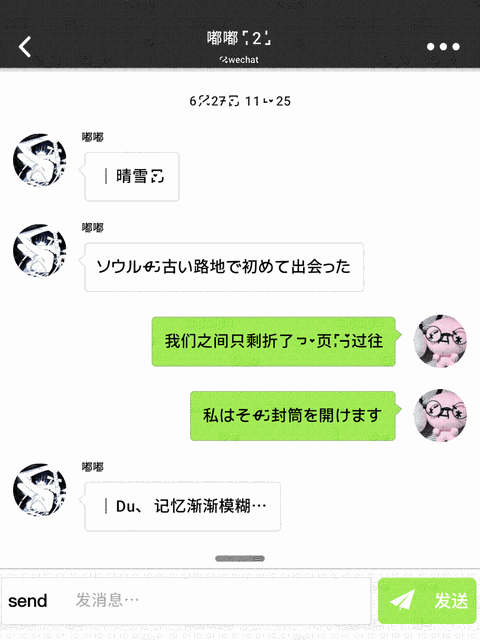 嘟嘟「2」
wechat
嘟嘟
晴雪
嘟嘟
ソウルの古い路地で初めて出会った
我们之间只剩折了 页 过往
私はその封筒を開けます
嘟嘟
｜Du、记忆渐渐模糊…
send
发消息…
发送